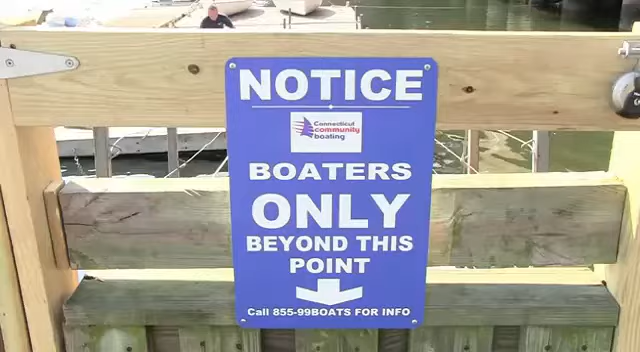 NOTICE
Connecticut
community
boating
BOATERS
ONLY
BEYOND THIS
POINT
Call 855-99BOATS FOR INFO